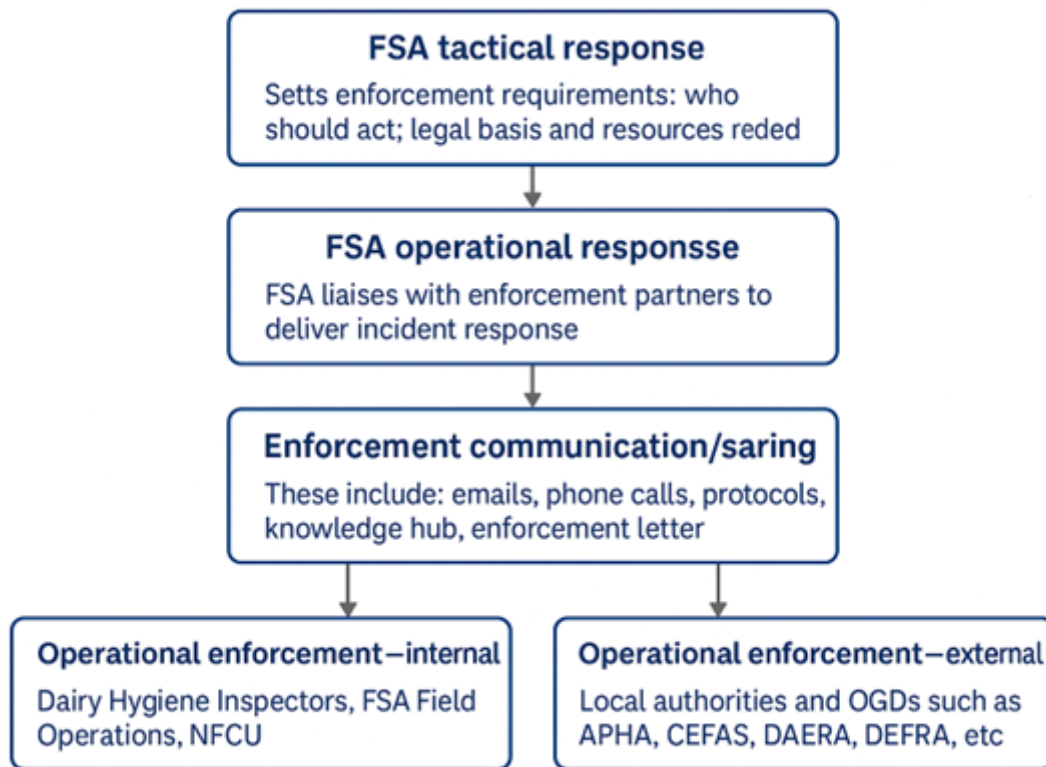 FSA tactical response
Setts enforcement requirements: who
should act; legal basis and resources reded
FSA operational responsse
FSA liaises with enforcement partners to
deliver incident response
Enforcement communication/saring
These include: emails, phone calls, protocols,
knowledge hub, enforcement letter
Operational enforcement–internal
Dairy Hygiene Inspectors, FSA Field
Operations, NFCU
Operational enforcement–external
Local authorities and OGDs such as
APHA, CEFAS, DAERA, DEFRA, etc